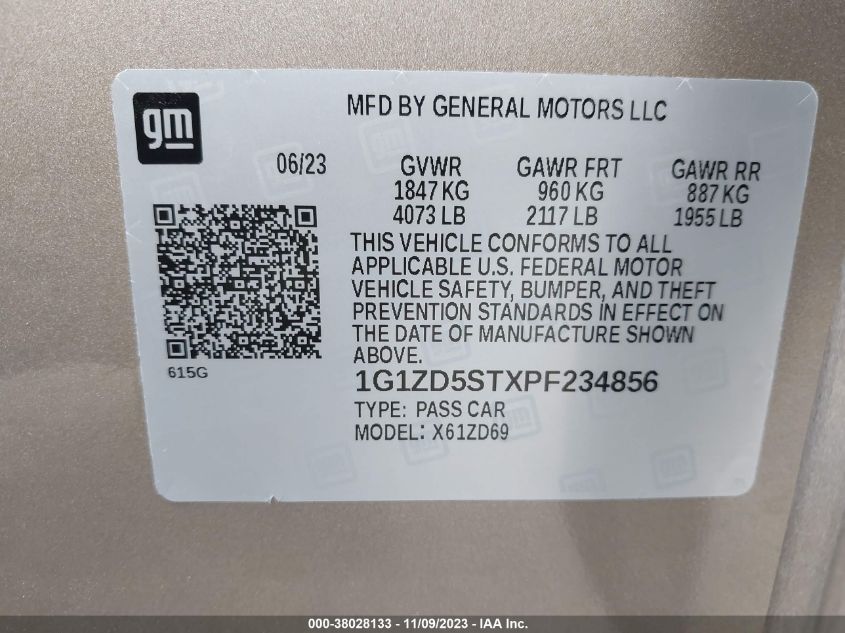 gm
MFD BY GENERAL MOTORS LLC
06/23 GVWR GAWR FRT GAWR RR
1847 KG 960 KG 887 KG
4073 LB 2117 LB 1955 LB
THIS VEHICLE CONFORMS TO ALL
APPLICABLE U.S. FEDERAL MOTOR
VEHICLE SAFETY, BUMPER, AND THEFT
PREVENTION STANDARDS IN EFFECT ON
THE DATE OF MANUFACTURE SHOWN
ABOVE.
615G
1G1ZD5STXPF234856
TYPE: PASS CAR
MODEL: X61ZD69
000-38028133 - 11/09/2023 - IAA Inc.